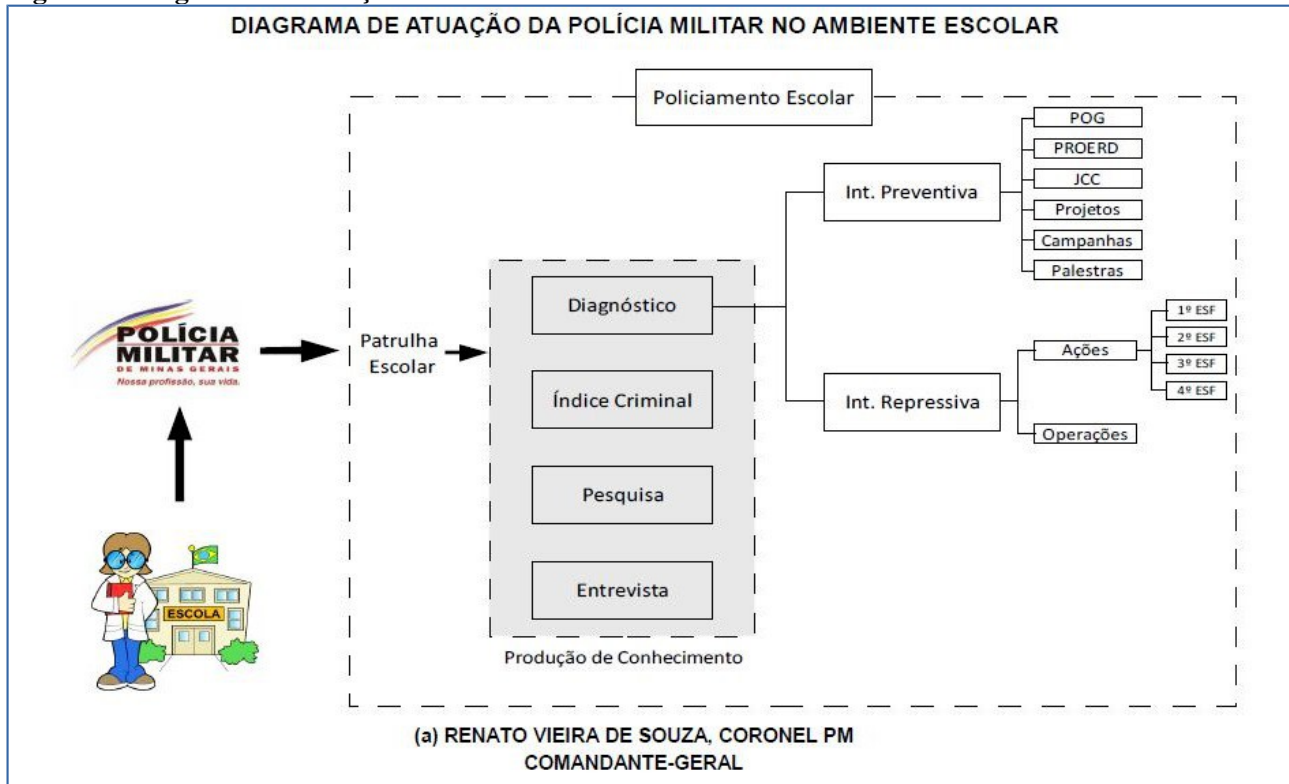 DIAGRAMA DE ATUAÇÃO DA POLÍCIA MILITAR NO AMBIENTE ESCOLAR
Policiamento Escolar
POG
PROERD
JCC
Projetos
Campanhas
Palestras
Int. Preventiva
Diagnóstico
Índice Criminal
Pesquisa
Entrevista
Produção de Conhecimento
Int. Repressiva
Ações
Operações
1º ESF
2º ESF
3º ESF
4º ESF
Patrulha
Escolar
POLÍCIA
MILITAR
DE MINAS GERAIS
Nossa profissão, sua vida.
ESCOLA
(a) RENATO VIEIRA DE SOUZA, CORONEL PM
COMANDANTE-GERAL